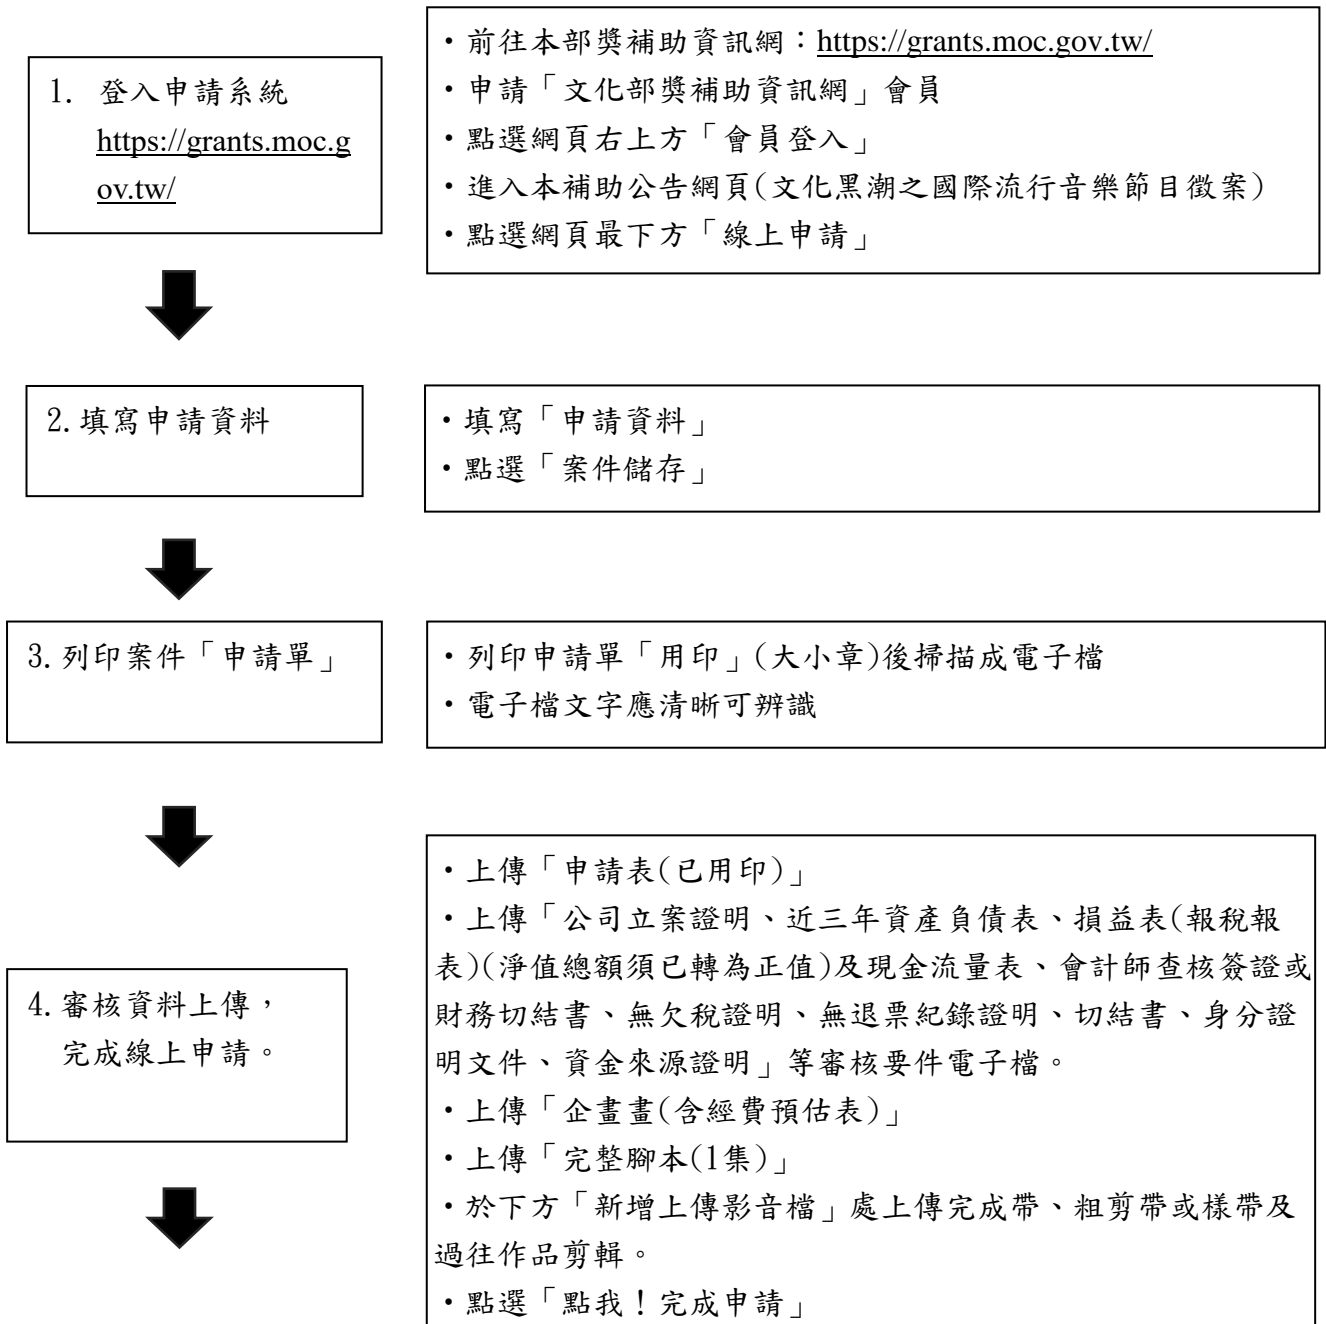 1. 登入申請系統
https://grants.moc.g
ov.tw/
・前往本部獎補助資訊網：https://grants.moc.gov.tw/
・申請「文化部獎補助資訊網」會員
・點選網頁右上方「會員登入」
・進入本補助公告網頁(文化黑潮之國際流行音樂節目徵案)
・點選網頁最下方「線上申請」
2.填寫申請資料
・填寫「申請資料」
・點選「案件儲存」
3.列印案件「申請單」
・列印申請單「用印」(大小章)後掃描成電子檔
・電子檔文字應清晰可辨識
4.審核資料上傳，
完成線上申請。
・上傳「申請表(已用印)」
・上傳「公司立案證明、近三年資產負債表、損益表(報稅報
表)(淨值總額須已轉為正值)及現金流量表、會計師查核簽證或
財務切結書、無欠稅證明、無退票紀錄證明、切結書、身分證
明文件、資金來源證明」等審核要件電子檔。
・上傳「企畫書(含經費預估表)」
・上傳「完整腳本(1集)」
・於下方「新增上傳影音檔」處上傳完成帶、粗剪帶或樣帶及
過往作品剪輯。
・點選「點我！完成申請」